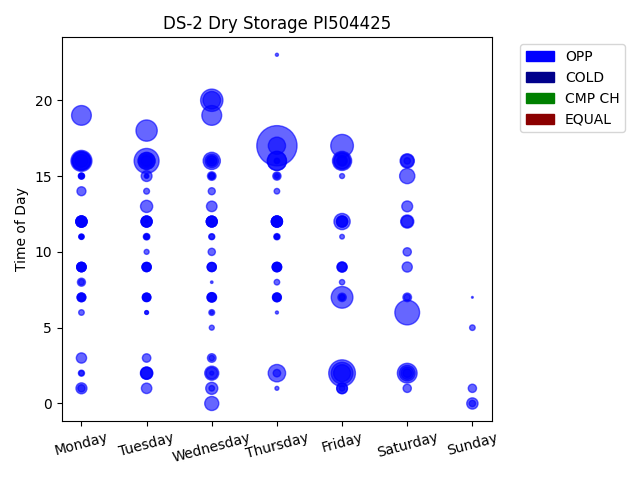 DS-2 Dry Storage PI504425
OPP
COLD
CMP CH
EQUAL
Time of Day
20
15
10
5
0
Monday
Tuesday
Wednesday
Thursday
Friday
Saturday
Sunday